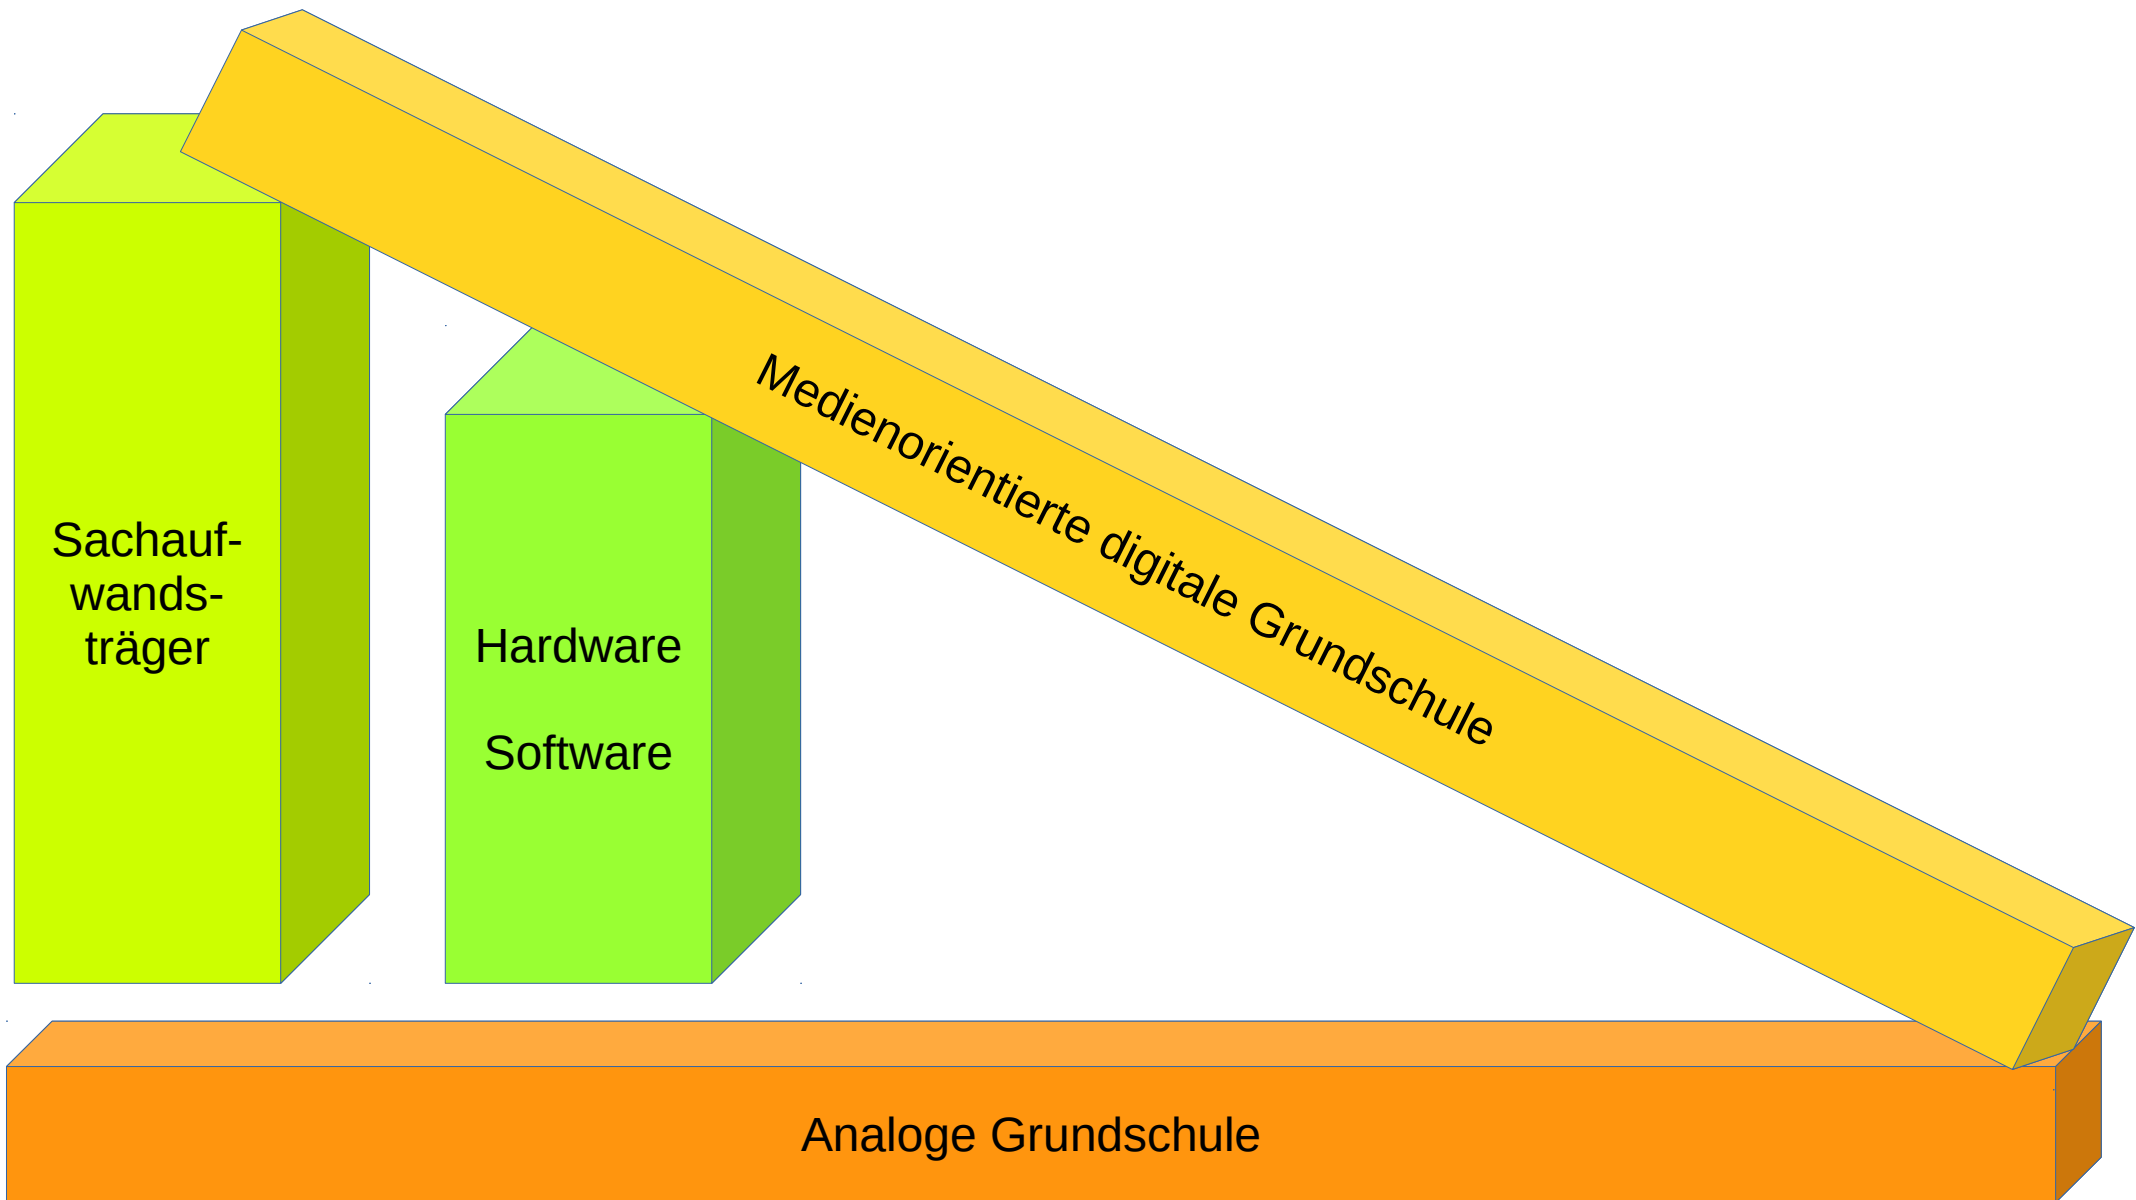 Sachauf-
wands-
träger
Hardware
Software
Medienorientierte digitale Grundschule
Analoge Grundschule